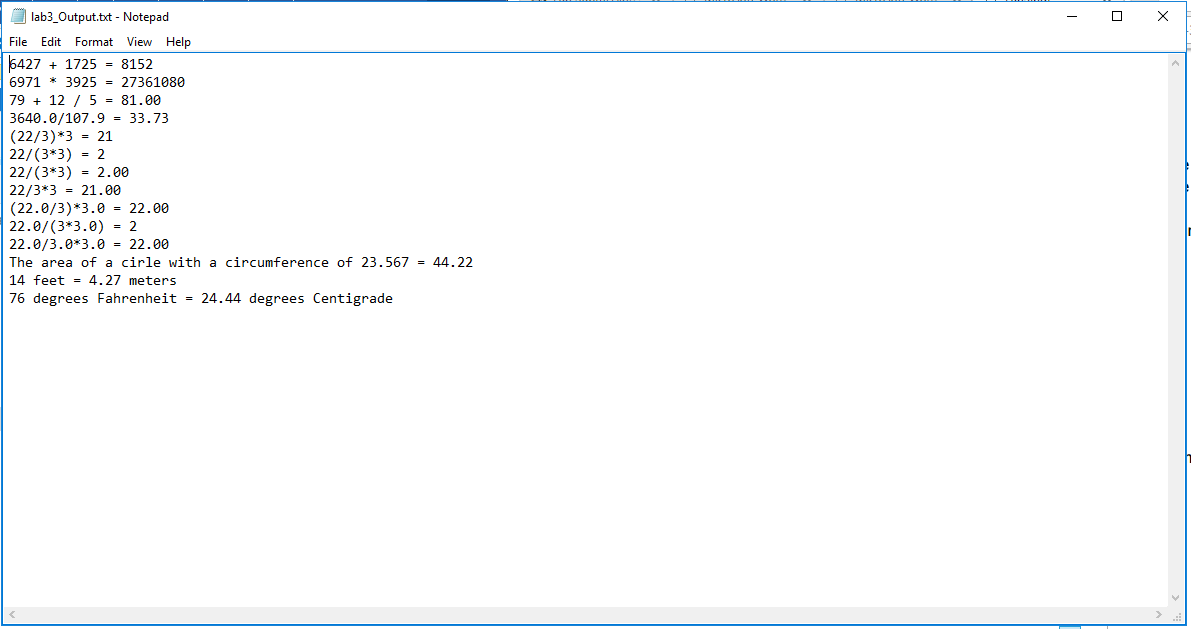 lab3_Output.txt - Notepad
File Edit Format View Help
6427 + 1725 = 8152
6971 * 3925 = 27361080
79 + 12 / 5 = 81.00
3640.0/107.9 = 33.73
(22/3)*3 = 21
22/(3*3) = 2
22/(3*3) = 2.00
22/3*3 = 21.00
(22.0/3)*3.0 = 22.00
22.0/(3*3.0) = 2
22.0/3.0*3.0 = 22.00
The area of a cirle with a circumference of 23.567 = 44.22
14 feet = 4.27 meters
76 degrees Fahrenheit = 24.44 degrees Centigrade